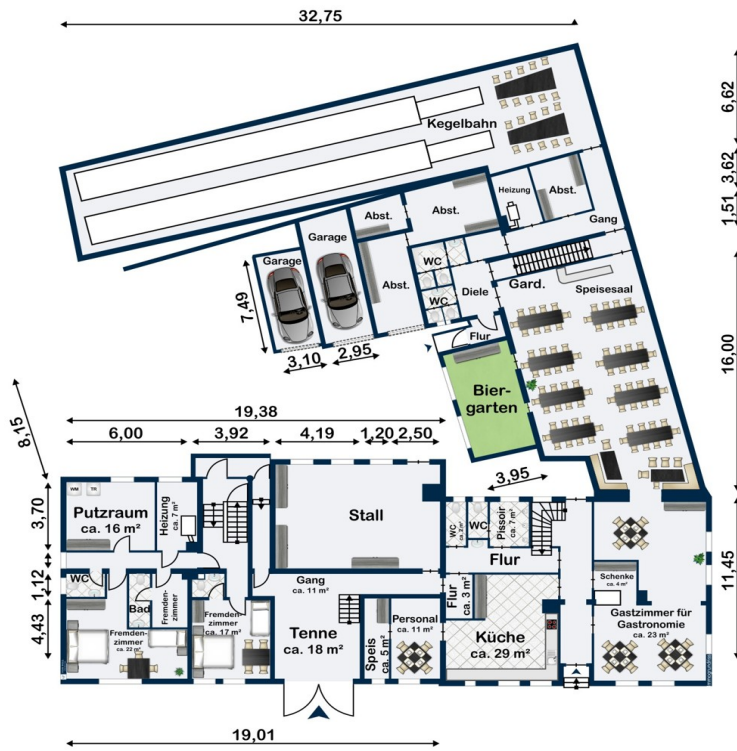 32,75
Kegelbahn
6,62
3,62
1,51
Heizung
Abst.
Abst.
Abst.
Gang
Garage
Garage
WC
WC
Abst.
Diele
Gard.
Speisesaal
Flur
7,49
3,10
2,95
16,00
Bier-
garten
19,38
8,15
6,00
3,92
4,19
1,20
2,50
3,95
3,70
WM
TR
Putzraum
ca. 16 m²
Heizung
ca. 7 m²
Stall
WC
WC
Pissoir
ca. 7 m²
Flur
11,45
1,12
WC
Bad
Fremden-
zimmer
Gang
ca. 11 m²
Flur
ca. 3 m²
Schenke
ca. 4 m²
4,43
Fremden-
zimmer
ca. 22 m²
Fremden-
zimmer
ca. 17 m²
Tenne
ca. 18 m²
Speis
ca. 5 m²
Personal
ca. 11 m²
Küche
ca. 29 m²
Gastzimmer für
Gastronomie
ca. 23 m²
19,01